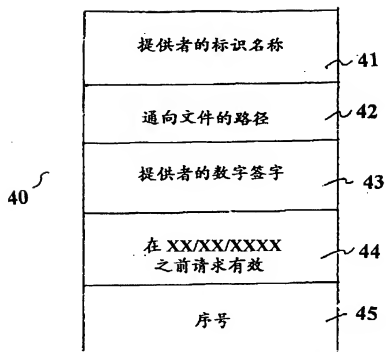 提供者的标识名称
41
通向文件的路径
42
提供者的数字签字
43
40
在 XX/XX/XXXX
之前请求有效
44
序号
45